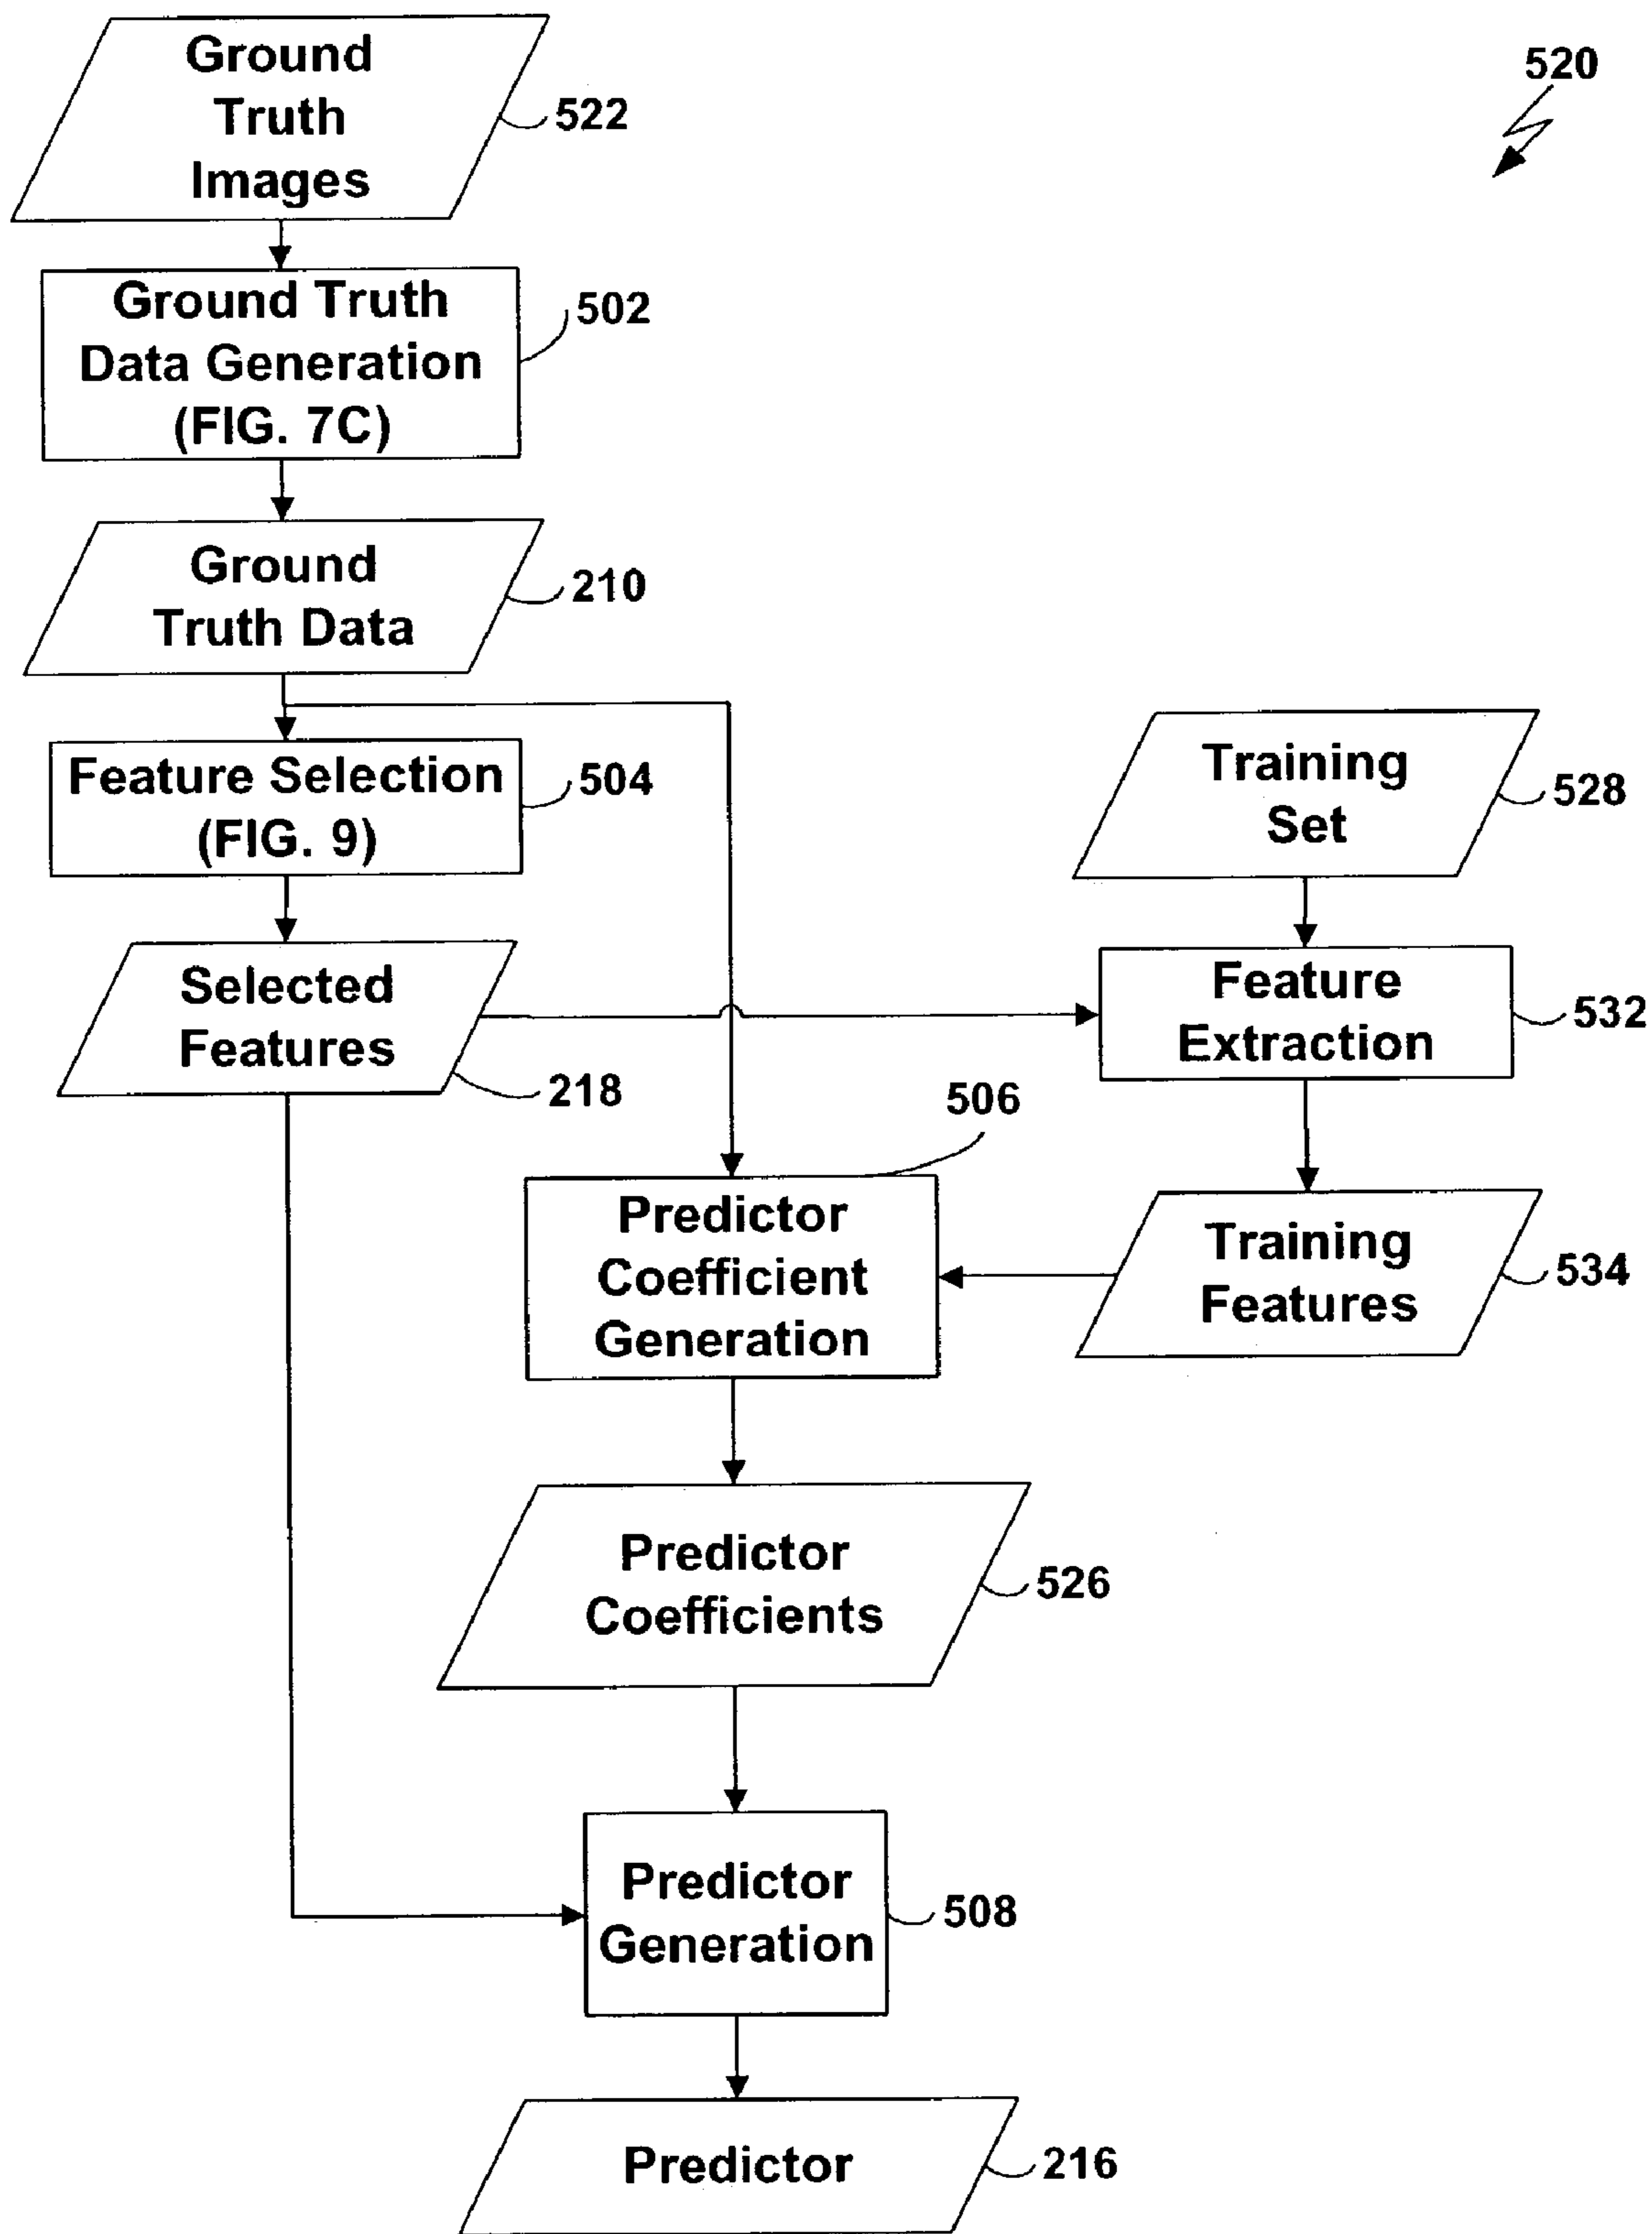 Ground
Truth
Images
522
520
Ground Truth
Data Generation
(FIG. 7C)
502
Ground
Truth Data
210
Feature Selection
(FIG. 9)
504
Training
Set
528
Selected
Features
218
Feature
Extraction
532
506
Predictor
Coefficient
Generation
Training
Features
534
Predictor
Coefficients
526
Predictor
Generation
508
Predictor
216